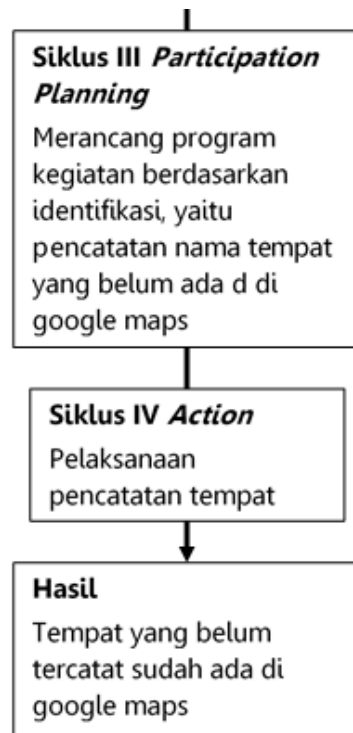 Siklus III Participation
Planning
Merancang program
kegiatan berdasarkan
identifikasi, yaitu
pencatatan nama tempat
yang belum ada d di
google maps
Siklus IV Action
Pelaksanaan
pencatatan tempat
Hasil
Tempat yang belum
tercatat sudah ada di
google maps